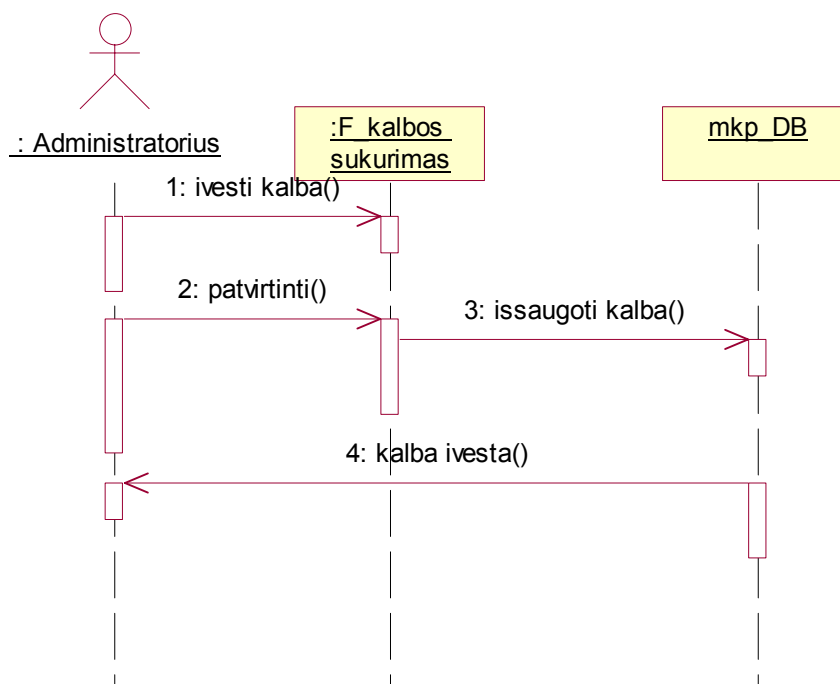 : Administratorius
:F_kalbos
sukurimas
mkp_DB
1: ivesti kalba()
2: patvirtinti()
3: issaugoti kalba()
4: kalba ivesta()